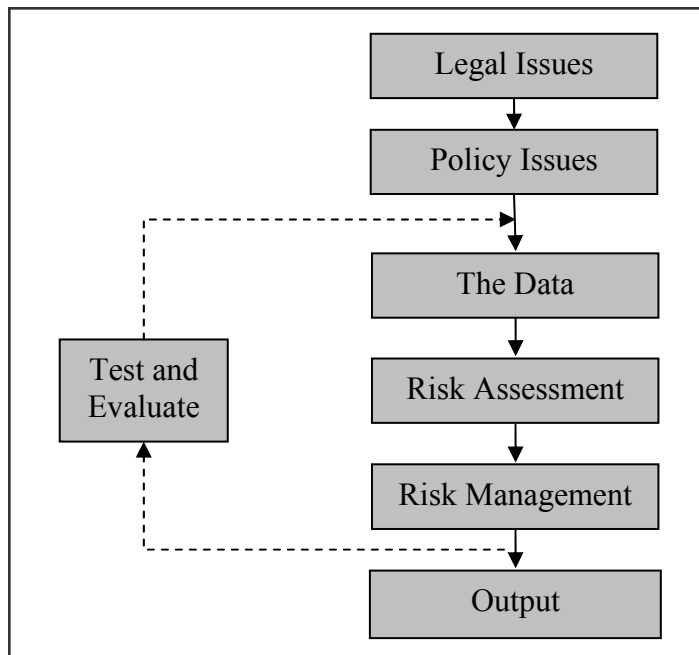 Legal Issues
Policy Issues
The Data
Test and
Evaluate
Risk Assessment
Risk Management
Output